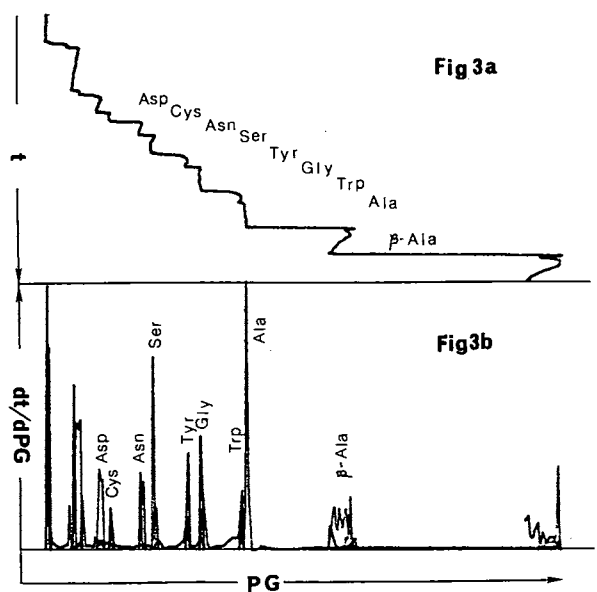 Fig 3a
Asp
Cys
Asn
Ser
Tyr
Gly
Trp
Ala
β-Ala
t
Fig3b
dt/dPG
Asp
Cys
Asn
Ser
Tyr
Gly
Trp
Ala
β-Ala
PG